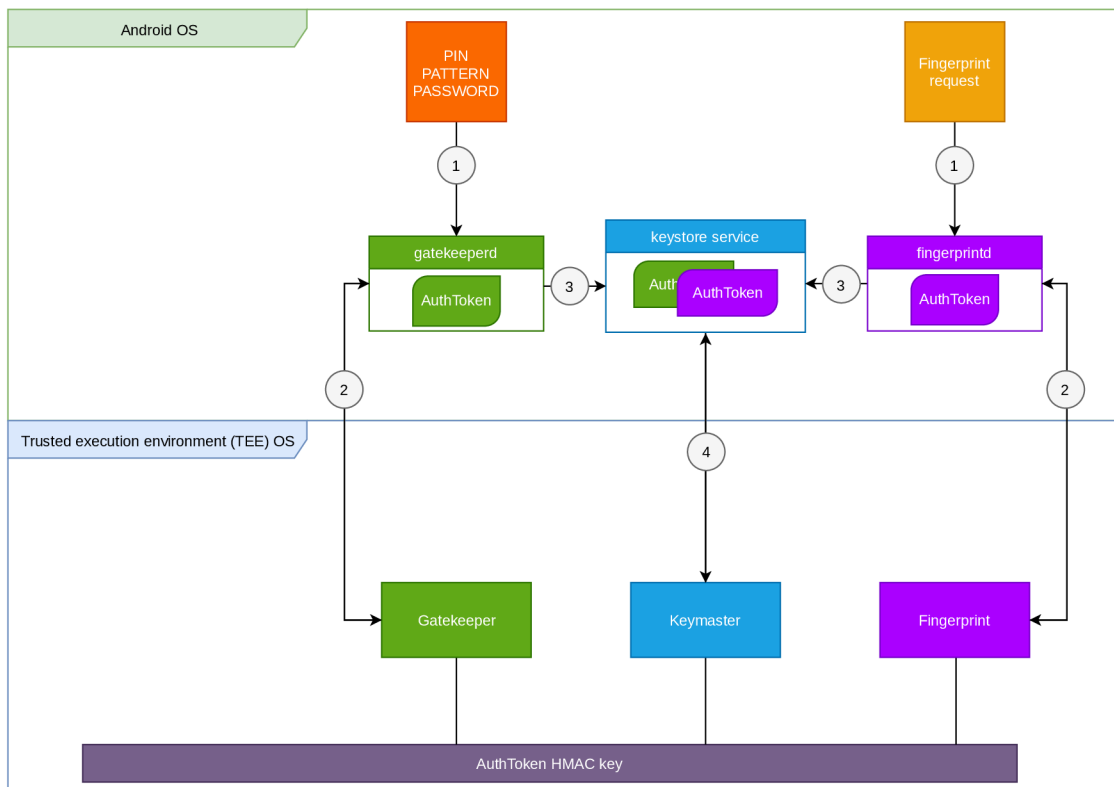 Android OS
PIN
PATTERN
PASSWORD
Fingerprint
request
1
1
gatekeeperd
keystore service
fingerprintd
AuthToken
3
Auth
AuthToken
3
AuthToken
2
2
Trusted execution environment (TEE) OS
4
Gatekeeper
Keymaster
Fingerprint
AuthToken HMAC key